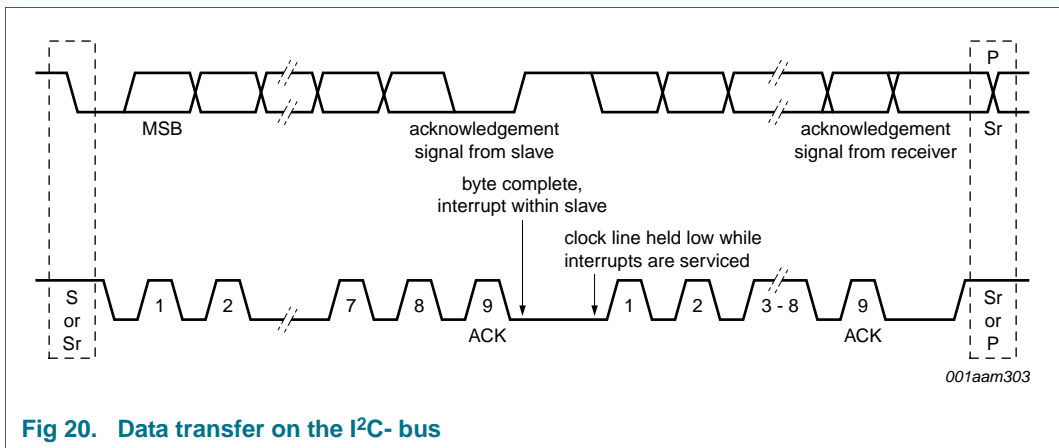 P
MSB
acknowledgement
signal from slave
acknowledgement
signal from receiver
Sr
byte complete,
interrupt within slave
clock line held low while
interrupts are serviced
S
or
Sr
1
2
7
8
9
ACK
1
2
3 - 8
9
ACK
Sr
or
P
001aam303
Fig 20. Data transfer on the I²C- bus